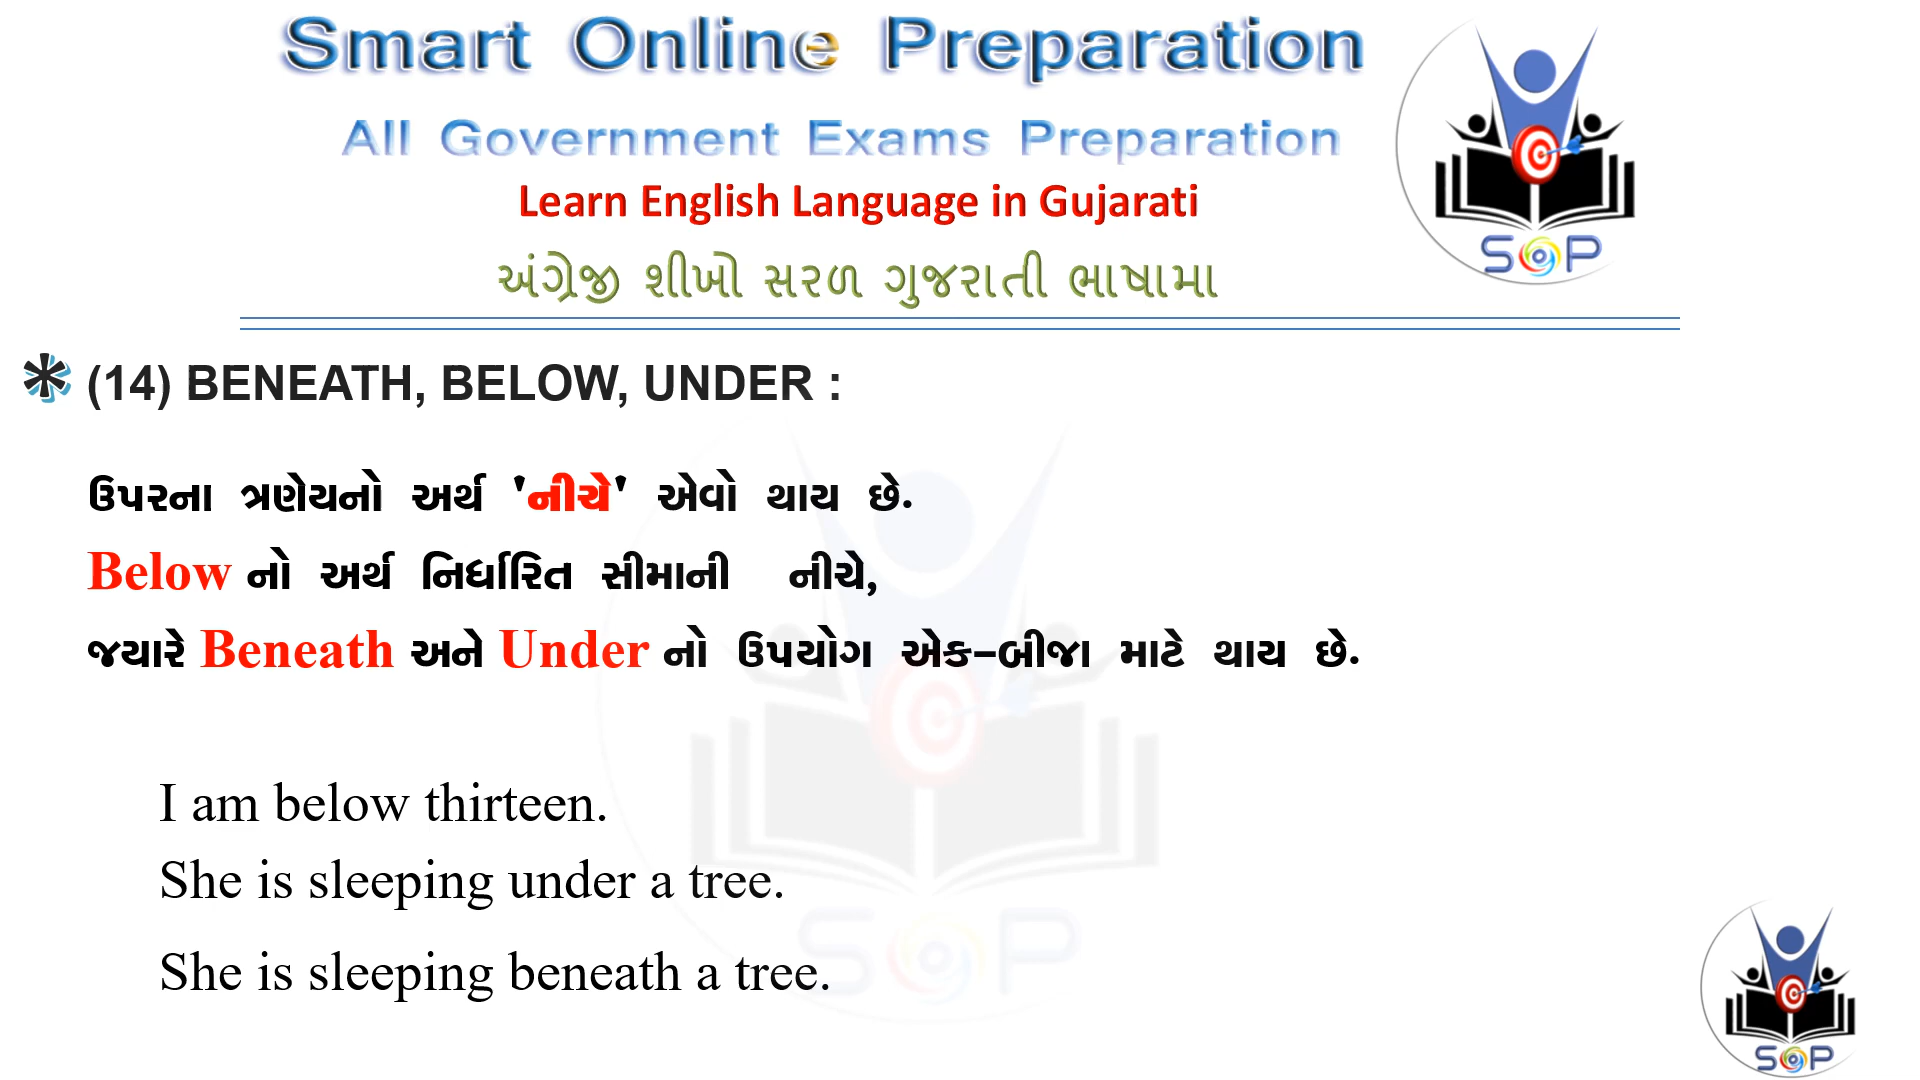 Smart Online Preparation
All Government Exams Preparation
Learn English Language in Gujarati
અંગ્રેજી શીખો સરળ ગુજરાતી ભાષામા
SOP
* (14) BENEATH, BELOW, UNDER :
ઉપરના ત્રણેયનો અર્થ 'નીચે' એવો થાય છે.
Below નો અર્થ નિર્ધારિત સીમાની નીચે,
જયારે Beneath અને Under નો ઉપયોગ એક-બીજા માટે થાય છે.
I am below thirteen.
She is sleeping under a tree.
She is sleeping beneath a tree.
SOP
SOP